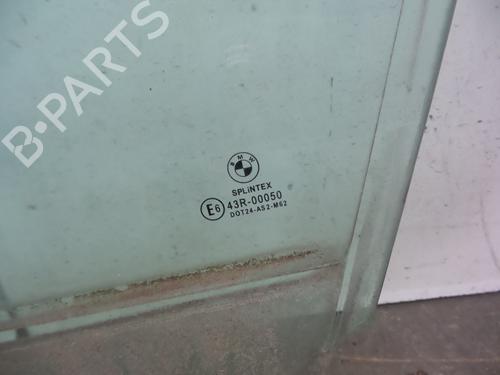 B-PARTS
BMW
SPLINTEX
E6 43R-00050
DOT24-AS2-M62